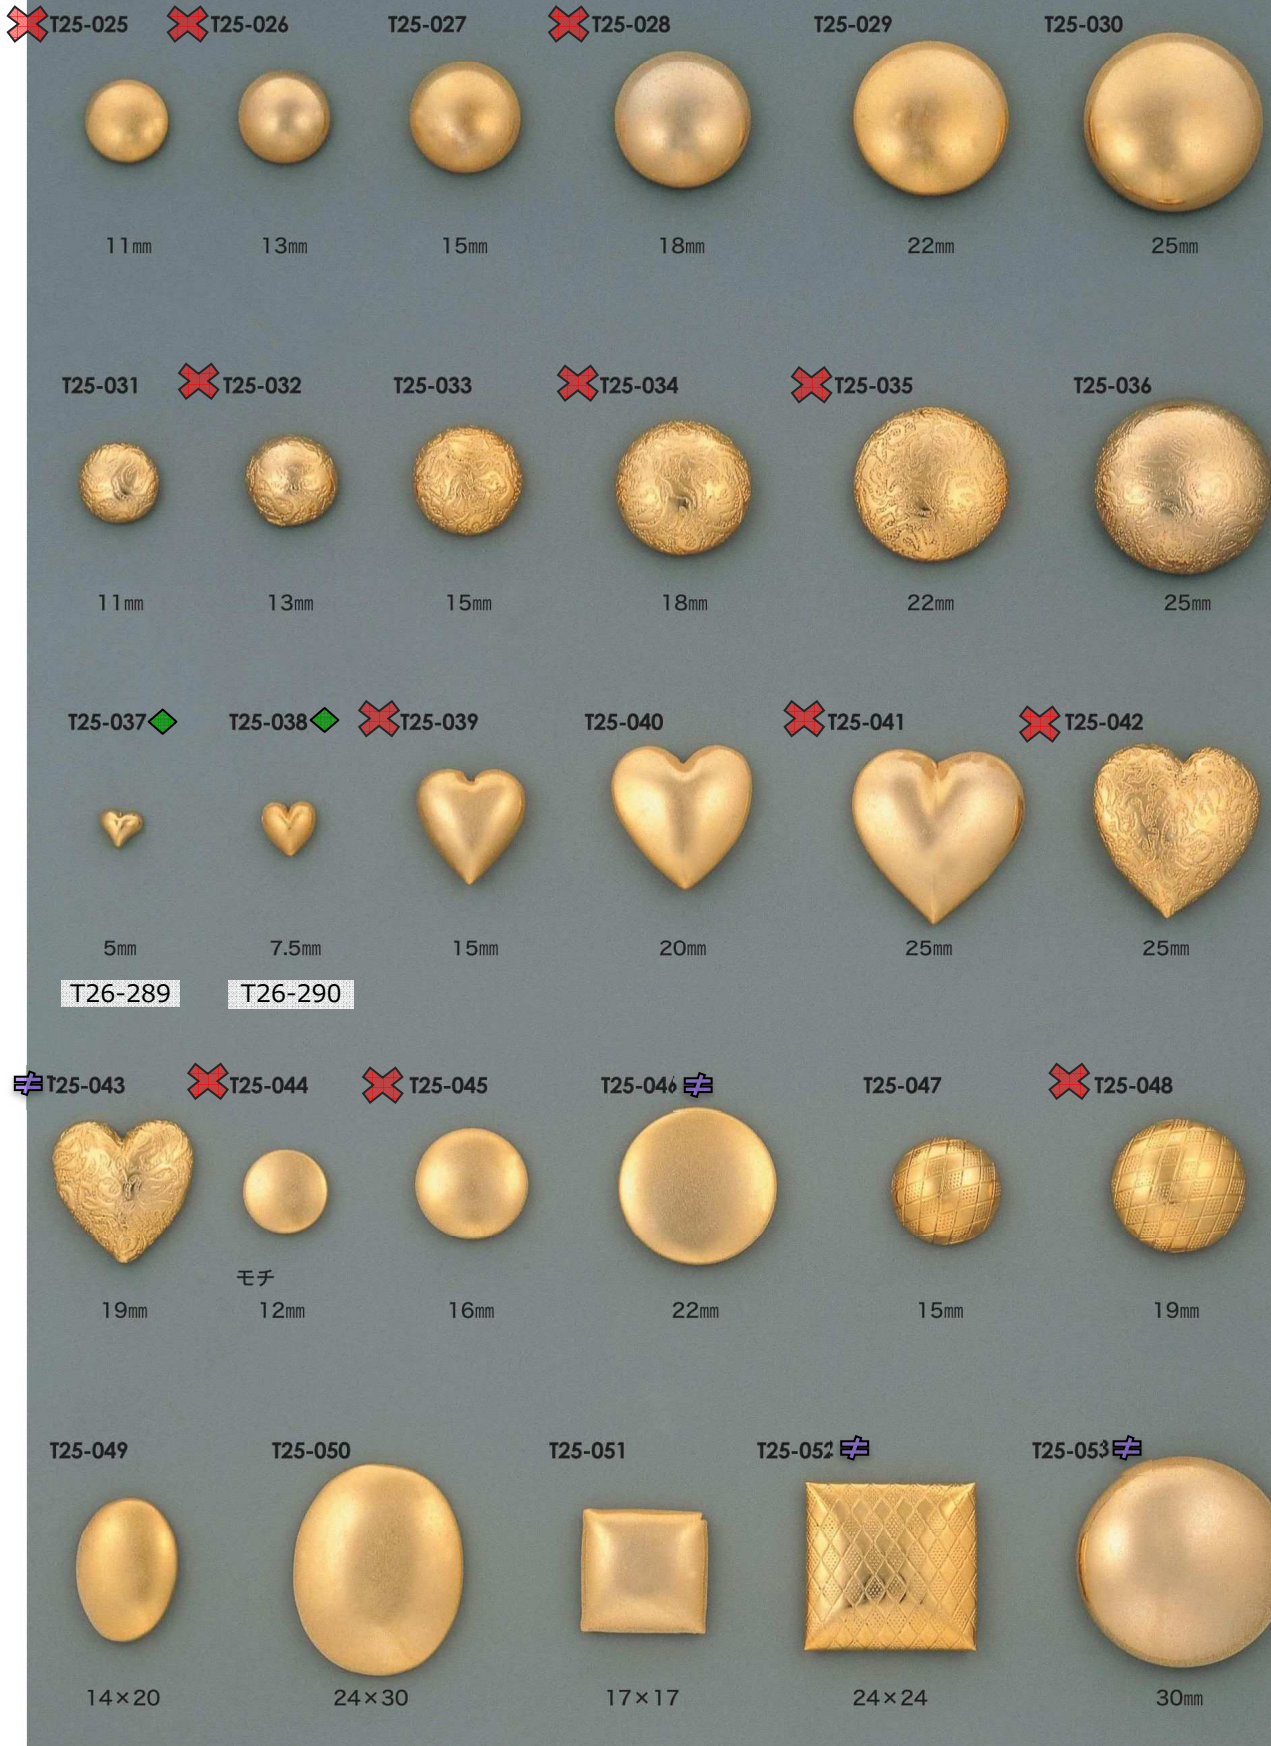 T25-025 T25-026 T25-027 T25-028 T25-029 T25-030
11mm 13mm 15mm 18mm 22mm 25mm
T25-031 T25-032 T25-033 T25-034 T25-035 T25-036
11mm 13mm 15mm 18mm 22mm 25mm
T25-037 T25-038 T25-039 T25-040 T25-041 T25-042
5mm 7.5mm 15mm 20mm 25mm 25mm
T26-289 T26-290
≠ T25-043 T25-044 T25-045 T25-046 ≠ T25-047 T25-048
モチ
19mm 12mm 16mm 22mm 15mm 19mm
T25-049 T25-050 T25-051 T25-052 ≠ T25-053 ≠
14×20 24×30 17×17 24×24 30mm